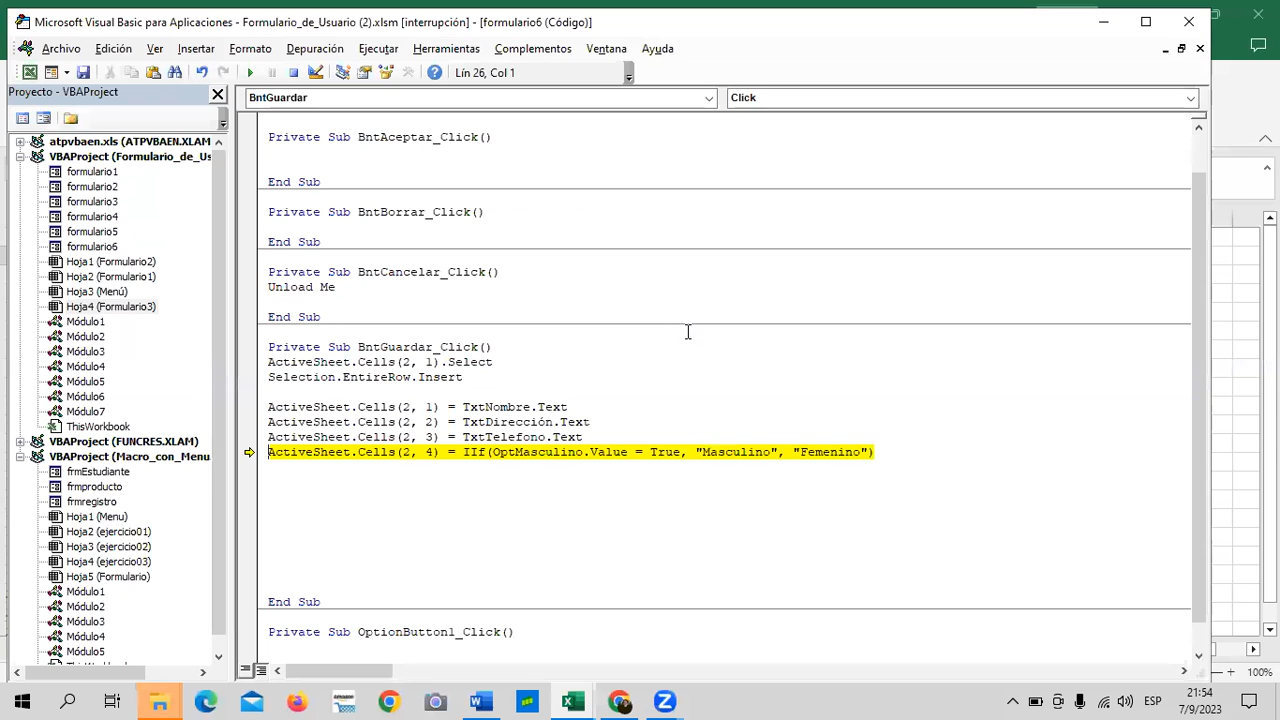 Microsoft Visual Basic para Aplicaciones - Formulario_de_Usuario (2).xlsm [interrupción] - [formulario6 (Código)]
Archivo Edición Ver Insertar Formato Depuración Ejecutar Herramientas Complementos Ventana Ayuda
Lín 26, Col 1
Proyecto - VBAProject
BntGuardar
Click
atpvbaen.xls (ATPVBAEN.XLAM
VBAProject (Formulario_de_Us
formulario1
formulario2
formulario3
formulario4
formulario5
formulario6
Hoja1 (Formulario2)
Hoja2 (Formulario1)
Hoja3 (Menú)
Hoja4 (Formulario3)
Módulo1
Módulo2
Módulo3
Módulo4
Módulo5
Módulo6
Módulo7
ThisWorkbook
VBAProject (FUNCRES.XLAM)
VBAProject (Macro_con_Menu
frmEstudiante
frmproducto
frmregistro
Hoja1 (Menu)
Hoja2 (ejercicio01)
Hoja3 (ejercicio02)
Hoja4 (ejercicio03)
Hoja5 (Formulario)
Módulo1
Módulo2
Módulo3
Módulo4
Módulo5
Private Sub BntAceptar_Click()
End Sub
Private Sub BntBorrar_Click()
End Sub
Private Sub BntCancelar_Click()
Unload Me
End Sub
Private Sub BntGuardar_Click()
ActiveSheet.Cells(2, 1).Select
Selection.EntireRow.Insert
ActiveSheet.Cells(2, 1) = TxtNombre.Text
ActiveSheet.Cells(2, 2) = TxtDirección.Text
ActiveSheet.Cells(2, 3) = TxtTelefono.Text
ActiveSheet.Cells(2, 4) = IIf(OptMasculino.Value = True, "Masculino", "Femenino")
End Sub
Private Sub OptionButton1_Click()
100%
ESP
21:54
7/9/2023